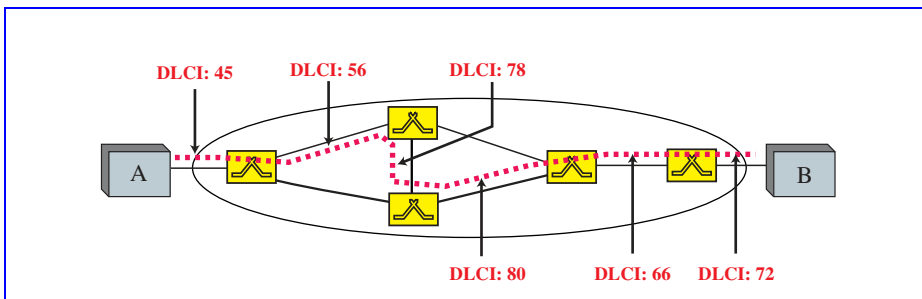 DLCI: 45
DLCI: 56
DLCI: 78
A
B
DLCI: 80
DLCI: 66
DLCI: 72